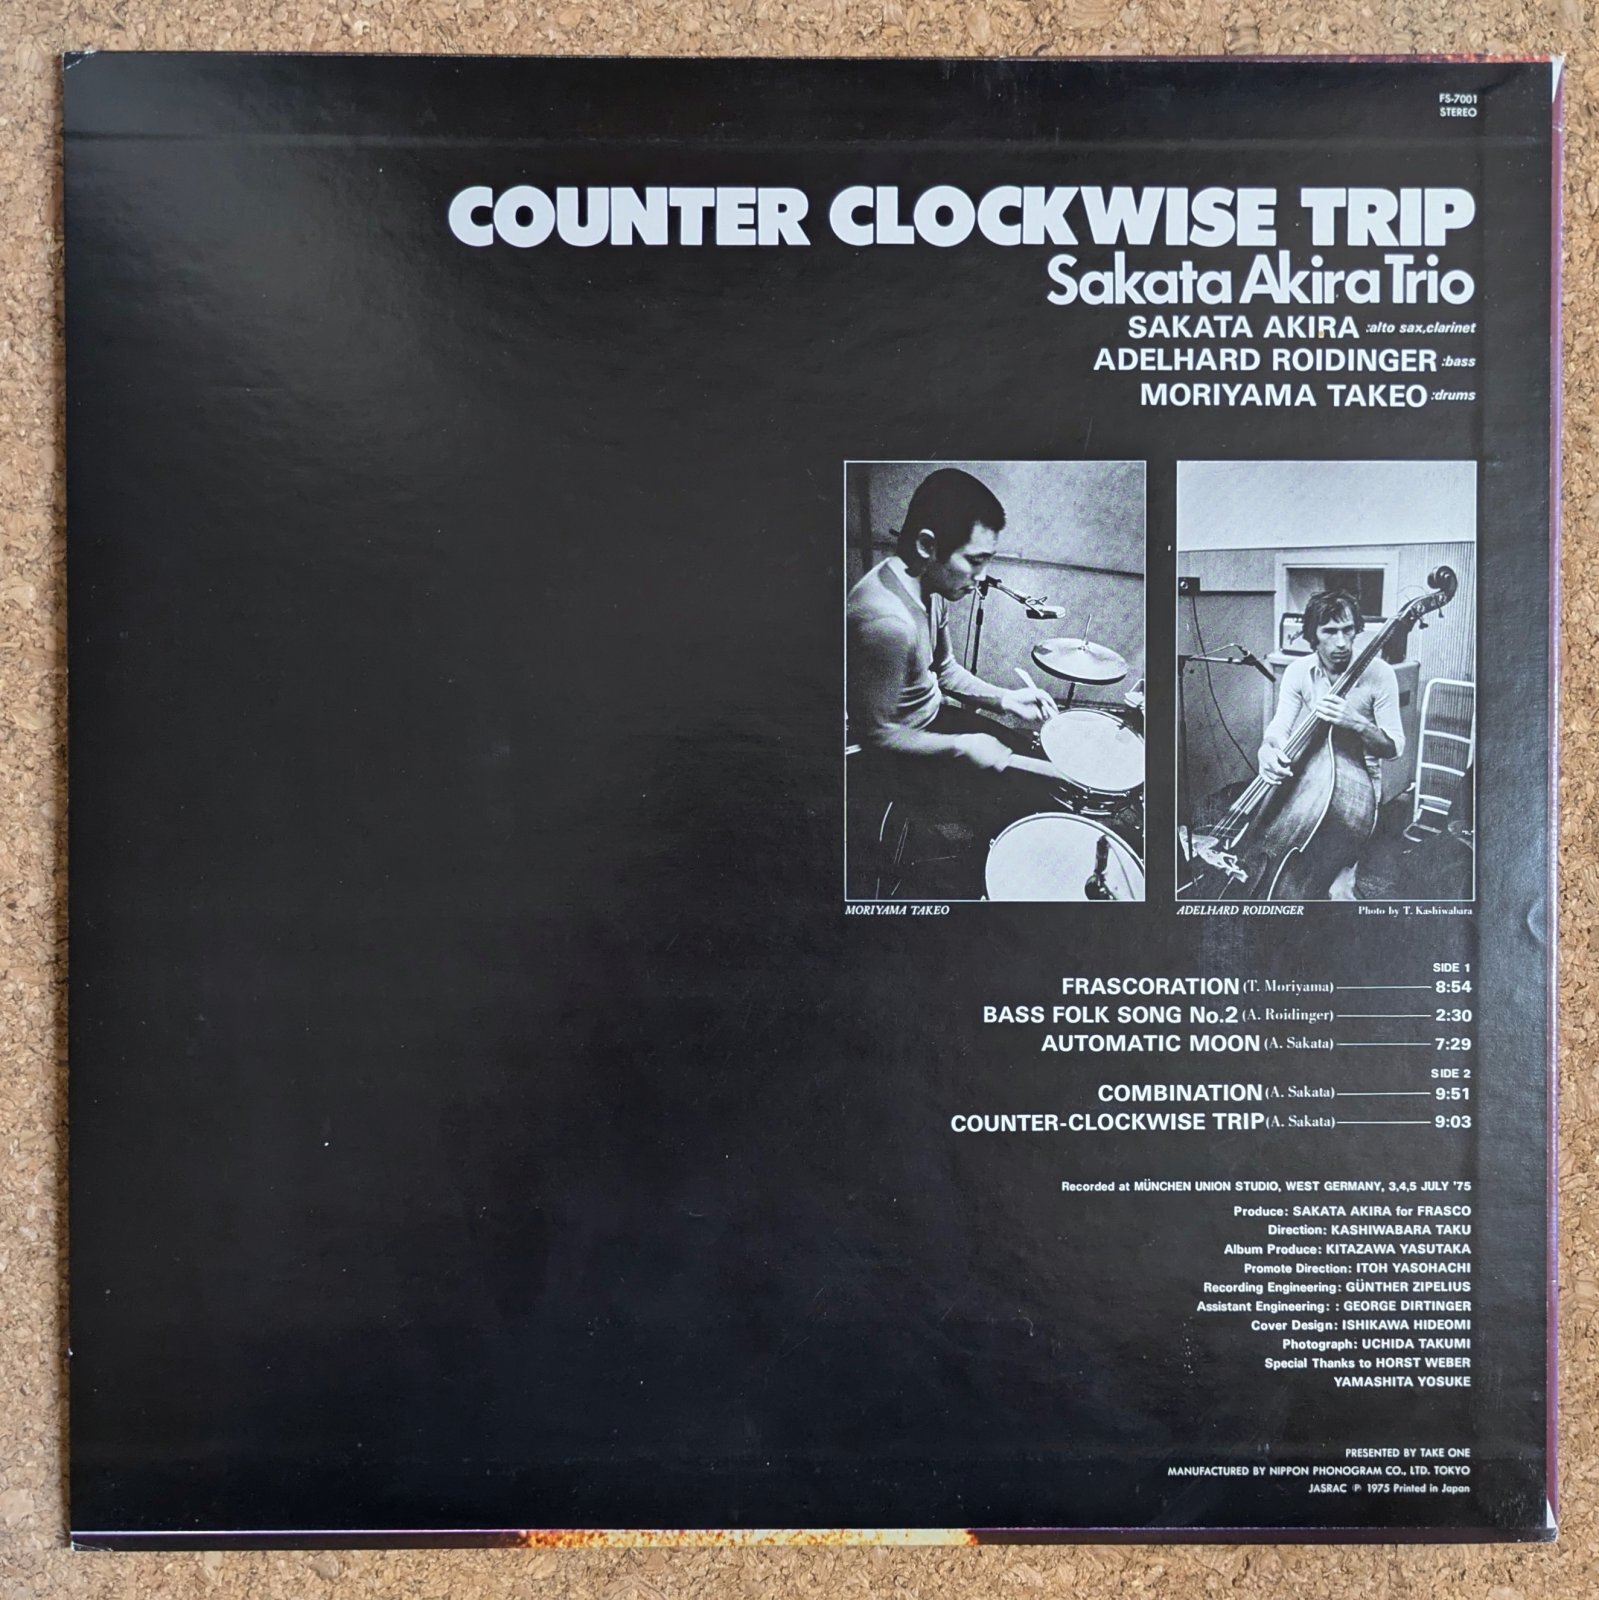 FS-7001
STEREO
COUNTER CLOCKWISE TRIP
Sakata Akira Trio
SAKATA AKIRA :alto sax,clarinet
ADELHARD ROIDINGER :bass
MORIYAMA TAKEO :drums
MORIYAMA TAKEO
ADELHARD ROIDINGER Photo by T. Kashiwabara
SIDE 1
FRASCORATION (T. Moriyama) 8:54
BASS FOLK SONG No.2 (A. Roidinger) 2:30
AUTOMATIC MOON (A. Sakata) 7:29
SIDE 2
COMBINATION (A. Sakata) 9:51
COUNTER-CLOCKWISE TRIP (A. Sakata) 9:03
Recorded at MÜNCHEN UNION STUDIO, WEST GERMANY, 3,4,5 JULY '75
Produce: SAKATA AKIRA for FRASCO
Direction: KASHIWABARA TAKU
Album Produce: KITAZAWA YASUTAKA
Promote Direction: ITOH YASOHACHI
Recording Engineering: GÜNTHER ZIPELIUS
Assistant Engineering: : GEORGE DIRTINGER
Cover Design: ISHIKAWA HIDEOMI
Photograph: UCHIDA TAKUMI
Special Thanks to HORST WEBER
YAMASHITA YOSUKE
PRESENTED BY TAKE ONE
MANUFACTURED BY NIPPON PHONOGRAM CO., LTD. TOKYO
JASRAC ℗ 1975 Printed in Japan